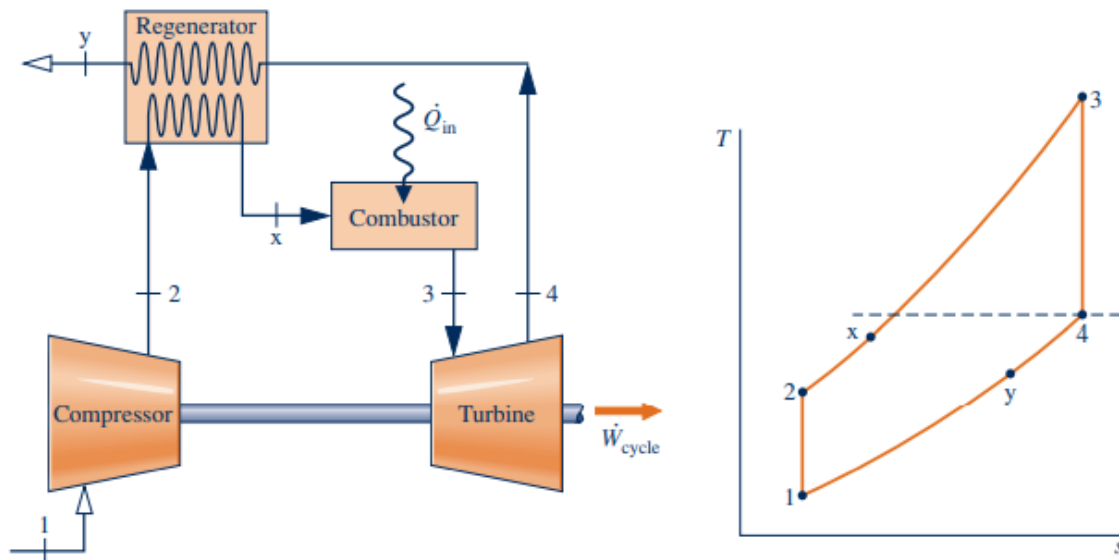 Regenerator
y
Q̇in
T
3
Combustor
x
x
4
2
3
4
2
y
Compressor
Turbine
Ẇcycle
1
1
s